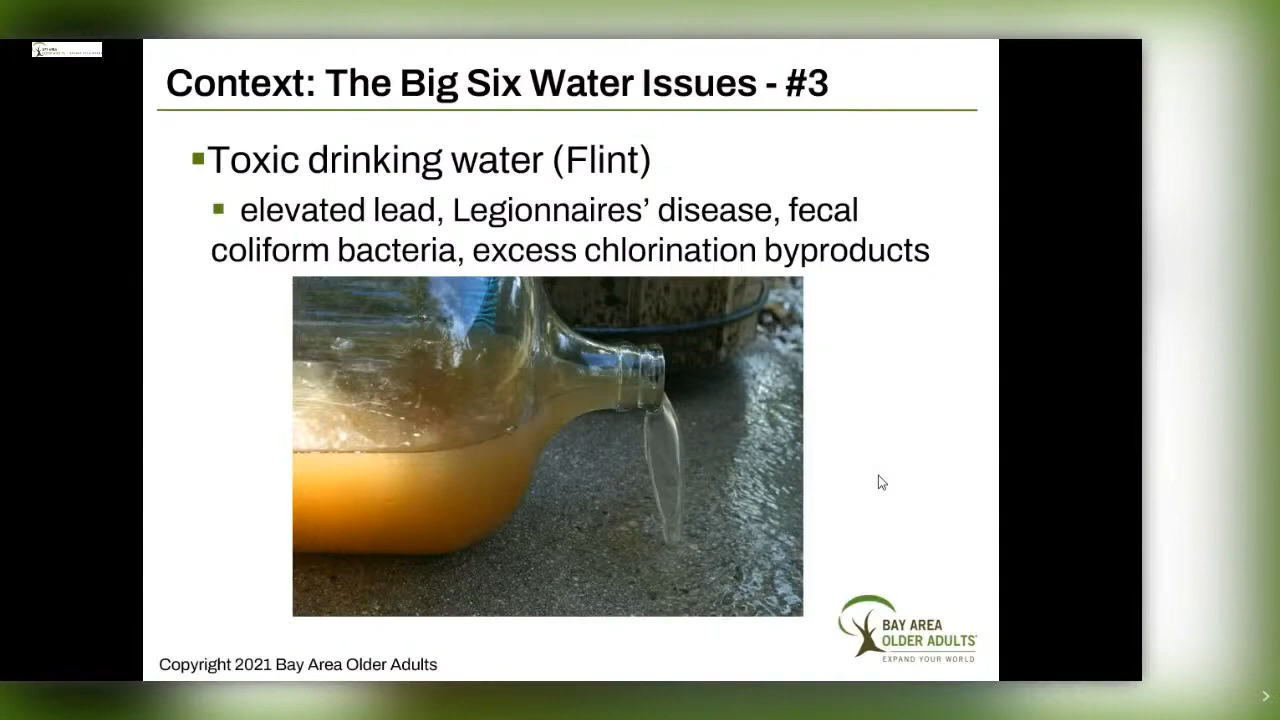 Context: The Big Six Water Issues - #3
Toxic drinking water (Flint)
elevated lead, Legionnaires’ disease, fecal
coliform bacteria, excess chlorination byproducts
BAY AREA
OLDER ADULTS
EXPAND YOUR WORLD
Copyright 2021 Bay Area Older Adults